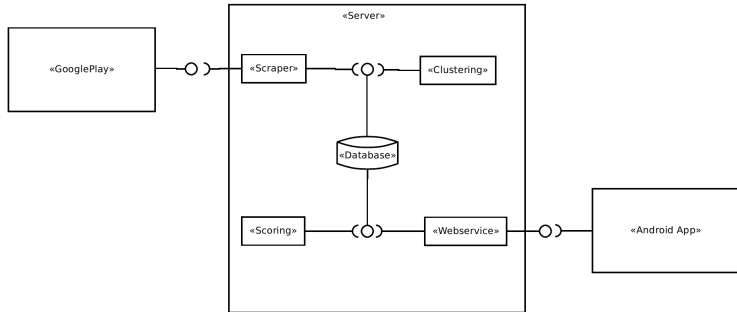 «Server»
«GooglePlay»
«Scraper»
«Clustering»
«Database»
«Scoring»
«Webservice»
«Android App»